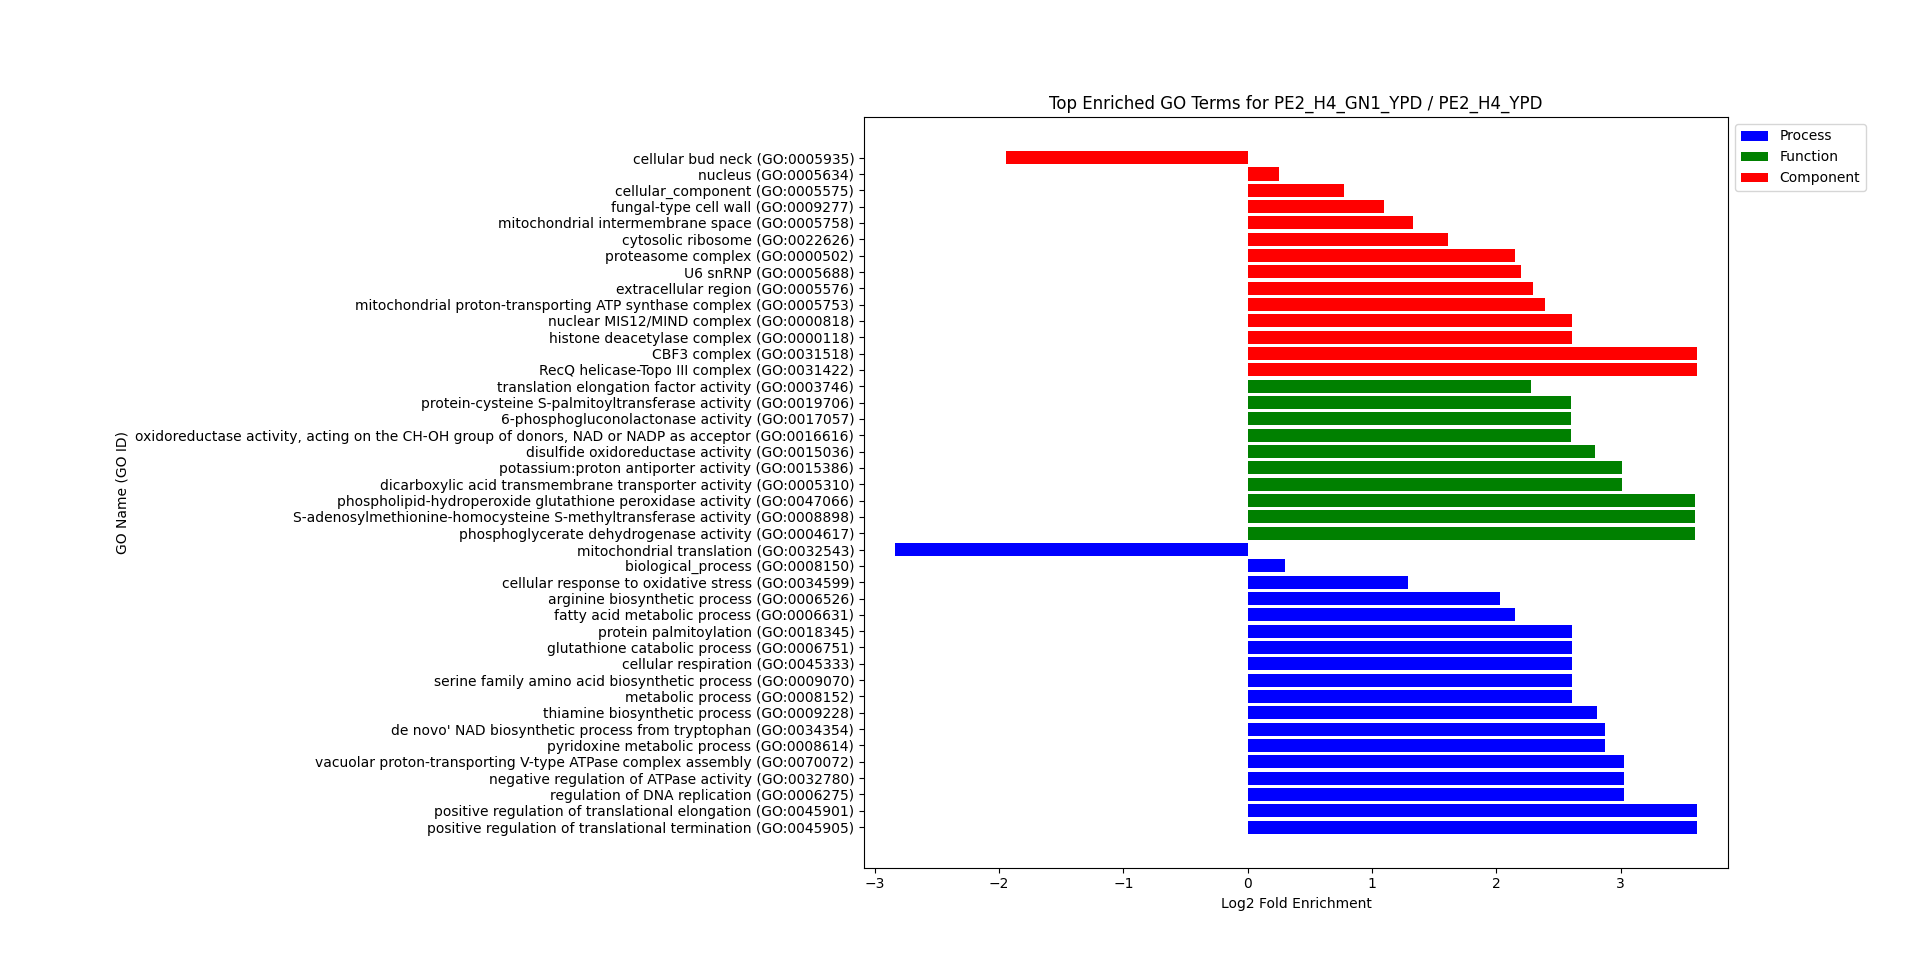 Top Enriched GO Terms for PE2_H4_GN1_YPD / PE2_H4_YPD
Process
Function
Component
cellular bud neck (GO:0005935)
nucleus (GO:0005634)
cellular_component (GO:0005575)
fungal-type cell wall (GO:0009277)
mitochondrial intermembrane space (GO:0005758)
cytosolic ribosome (GO:0022626)
proteasome complex (GO:0000502)
U6 snRNP (GO:0005688)
extracellular region (GO:0005576)
mitochondrial proton-transporting ATP synthase complex (GO:0005753)
nuclear MIS12/MIND complex (GO:0000818)
histone deacetylase complex (GO:0000118)
CBF3 complex (GO:0031518)
RecQ helicase-Topo III complex (GO:0031422)
translation elongation factor activity (GO:0003746)
protein-cysteine S-palmitoyltransferase activity (GO:0019706)
6-phosphogluconolactonase activity (GO:0017057)
oxidoreductase activity, acting on the CH-OH group of donors, NAD or NADP as acceptor (GO:0016616)
disulfide oxidoreductase activity (GO:0015036)
potassium:proton antiporter activity (GO:0015386)
dicarboxylic acid transmembrane transporter activity (GO:0005310)
phospholipid-hydroperoxide glutathione peroxidase activity (GO:0047066)
S-adenosylmethionine-homocysteine S-methyltransferase activity (GO:0008898)
phosphoglycerate dehydrogenase activity (GO:0004617)
mitochondrial translation (GO:0032543)
biological_process (GO:0008150)
cellular response to oxidative stress (GO:0034599)
arginine biosynthetic process (GO:0006526)
fatty acid metabolic process (GO:0006631)
protein palmitoylation (GO:0018345)
glutathione catabolic process (GO:0006751)
cellular respiration (GO:0045333)
serine family amino acid biosynthetic process (GO:0009070)
metabolic process (GO:0008152)
thiamine biosynthetic process (GO:0009228)
de novo' NAD biosynthetic process from tryptophan (GO:0034354)
pyridoxine metabolic process (GO:0008614)
vacuolar proton-transporting V-type ATPase complex assembly (GO:0070072)
negative regulation of ATPase activity (GO:0032780)
regulation of DNA replication (GO:0006275)
positive regulation of translational elongation (GO:0045901)
positive regulation of translational termination (GO:0045905)
GO Name (GO ID)
−3 −2 −1 0 1 2 3
Log2 Fold Enrichment